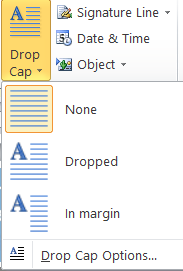 Drop
Cap
Signature Line
Date & Time
Object
None
Dropped
In margin
Drop Cap Options...